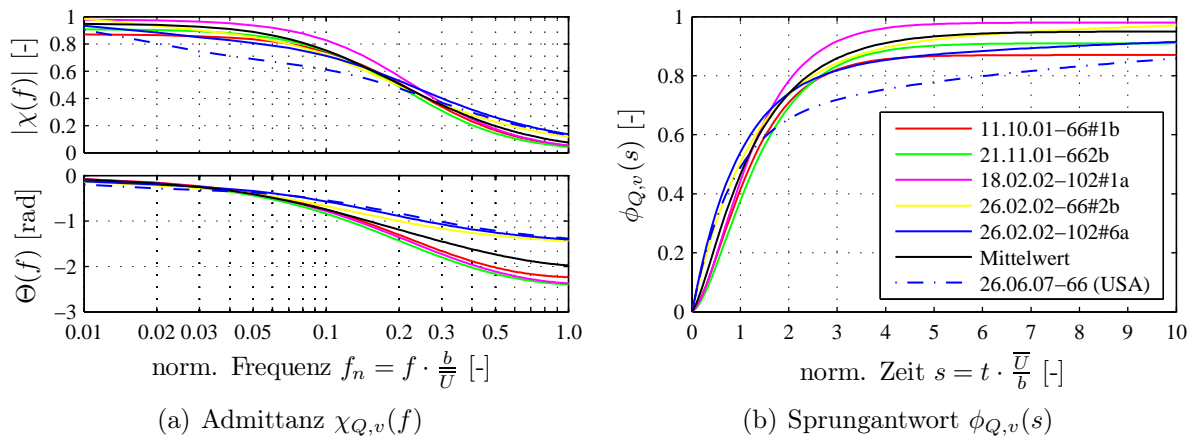 |χ(f)| [-]
1
0.8
0.6
0.4
0.2
0
Θ(f) [rad]
0
−1
−2
−3
0.01 0.02 0.03 0.05 0.1 0.2 0.3 0.5 1.0
norm. Frequenz f_n = f · b/U̅ [-]
(a) Admittanz χ_{Q,v}(f)
ϕ_{Q,v}(s) [-]
1
0.8
0.6
0.4
0.2
0
11.10.01−66#1b
21.11.01−662b
18.02.02−102#1a
26.02.02−66#2b
26.02.02−102#6a
Mittelwert
26.06.07−66 (USA)
0 1 2 3 4 5 6 7 8 9 10
norm. Zeit s = t · U̅/b [-]
(b) Sprungantwort ϕ_{Q,v}(s)